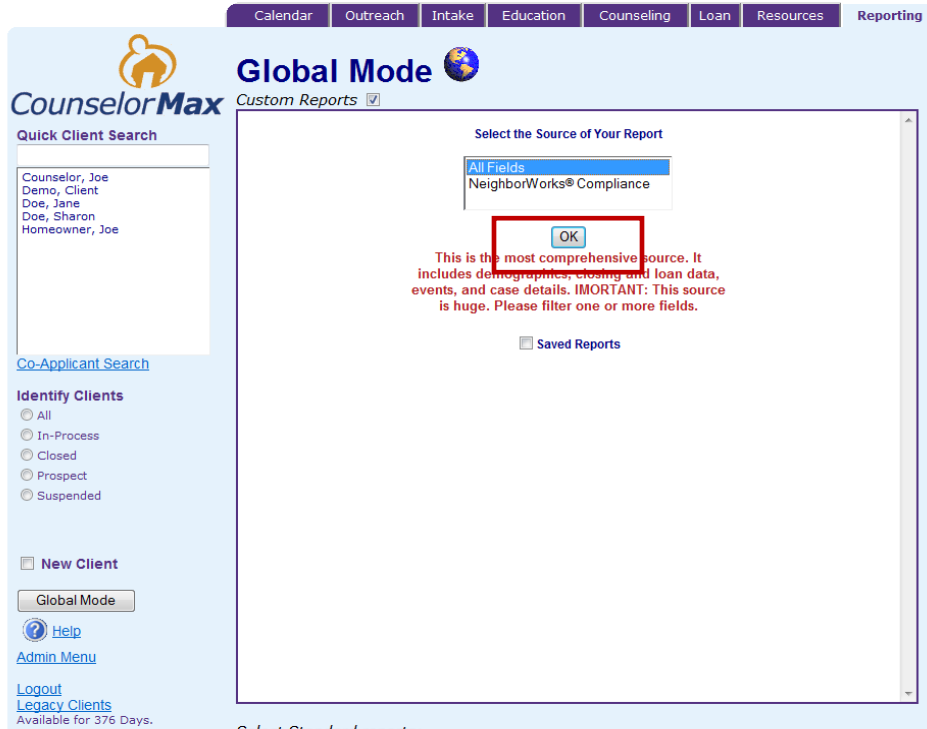 Calendar Outreach Intake Education Counseling Loan Resources Reporting
CounselorMax
Global Mode
Custom Reports
Quick Client Search
Counselor, Joe
Demo, Client
Doe, Jane
Doe, Sharon
Homeowner, Joe
Co-Applicant Search
Identify Clients
All
In-Process
Closed
Prospect
Suspended
New Client
Global Mode
Help
Admin Menu
Logout
Legacy Clients
Available for 376 Days.
Select the Source of Your Report
All Fields
NeighborWorks® Compliance
OK
This is the most comprehensive source. It
includes demographics, closing and loan data,
events, and case details. IMORTANT: This source
is huge. Please filter one or more fields.
Saved Reports